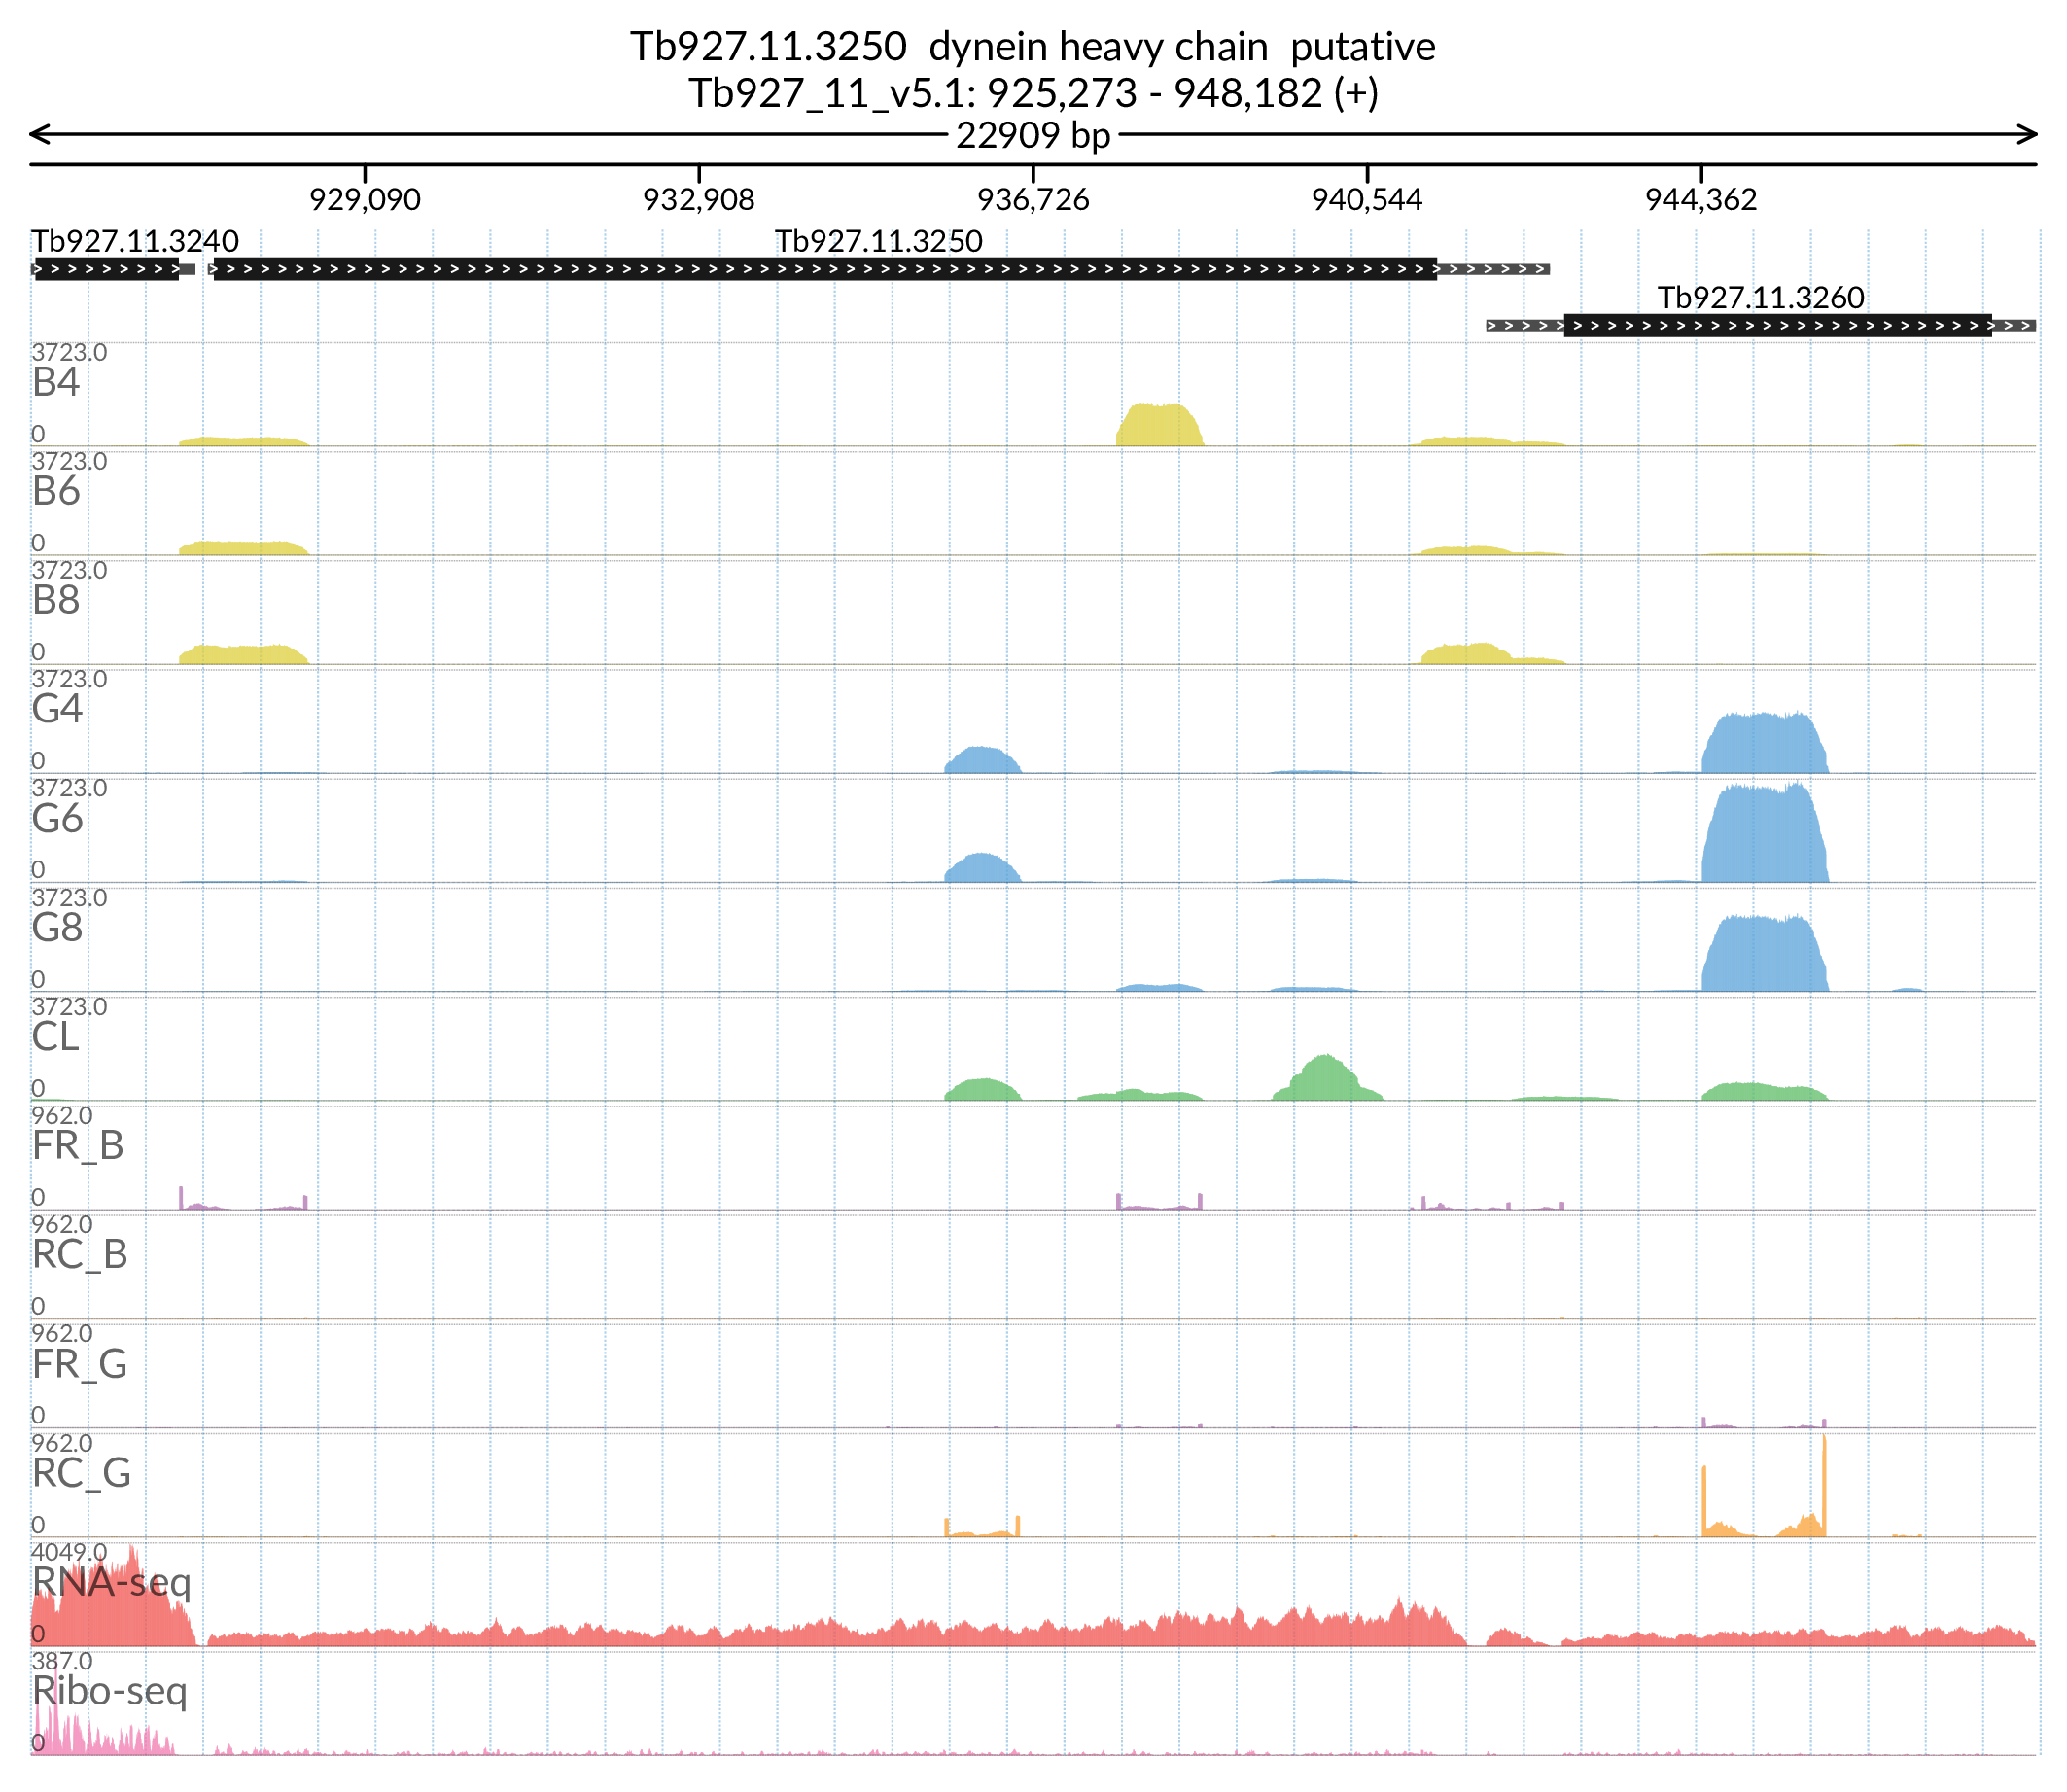 Tb927.11.3250  dynein heavy chain  putative
Tb927_11_v5.1: 925,273 - 948,182 (+)
22909 bp
929,090 932,908 936,726 940,544 944,362
Tb927.11.3240 Tb927.11.3250
Tb927.11.3260
3723.0
B4
0
3723.0
B6
0
3723.0
B8
0
3723.0
G4
0
3723.0
G6
0
3723.0
G8
0
3723.0
CL
0
962.0
FR_B
0
962.0
RC_B
0
962.0
FR_G
0
962.0
RC_G
0
4049.0
RNA-seq
0
387.0
Ribo-seq
0